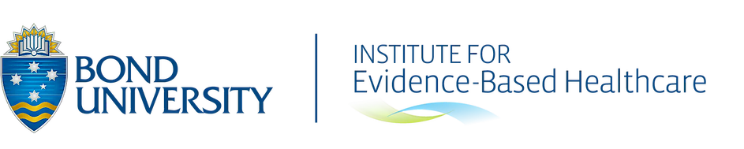 BOND
UNIVERSITY
INSTITUTE FOR
Evidence-Based Healthcare